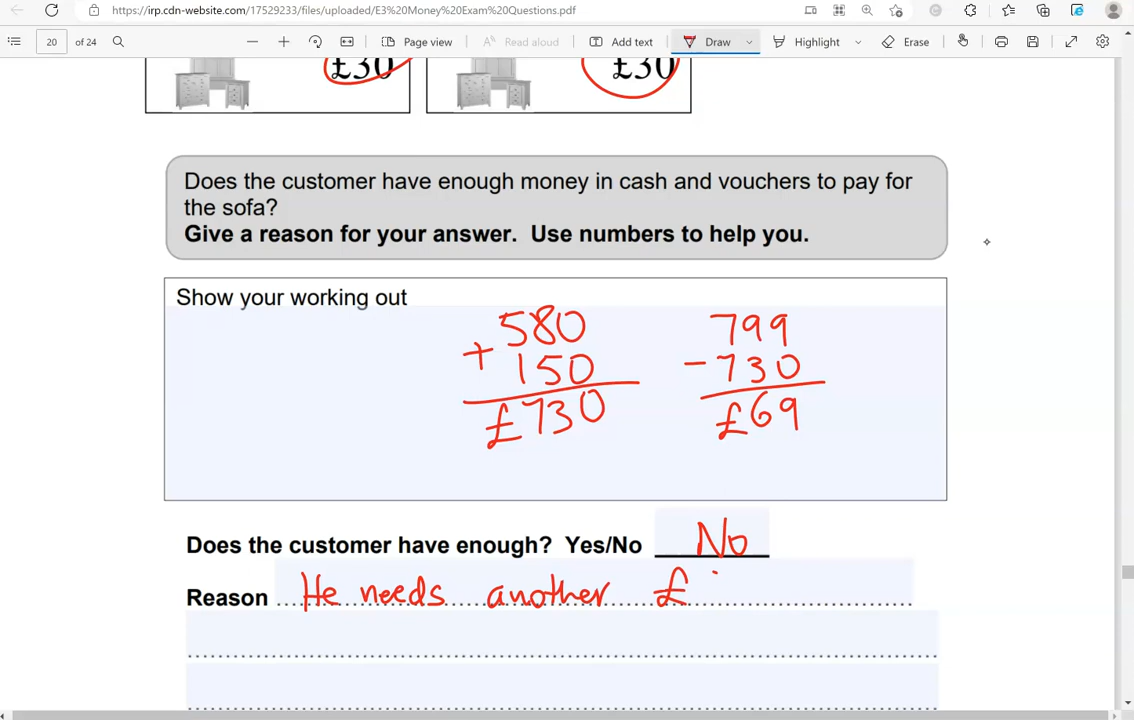 https://irp.cdn-website.com/17529233/files/uploaded/E3%20Money%20Exam%20Questions.pdf
20 of 24
Page view
Read aloud
Add text
Draw
Highlight
Erase
£30 £30
Does the customer have enough money in cash and vouchers to pay for
the sofa?
Give a reason for your answer. Use numbers to help you.
Show your working out
580 799
+ 150 - 730
£730 £69
Does the customer have enough? Yes/No No
Reason He needs another £